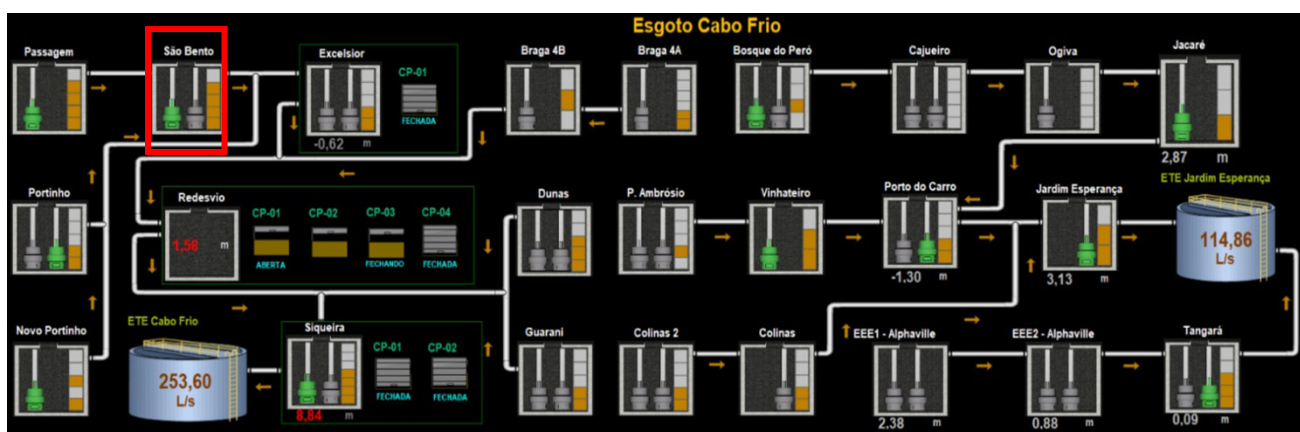 Esgoto Cabo Frio
Passagem
São Bento
Excelsior
CP-01
FECHADA
-0,62 m
Braga 4B
Braga 4A
Bosque do Peró
Cajueiro
Ogiva
Jacaré
2,87 m
Portinho
Redesvio
1,58 m
CP-01
ABERTA
CP-02
CP-03
FECHANDO
CP-04
FECHADA
Dunas
P. Ambrósio
Vinhateiro
Porto do Carro
-1,30 m
Jardim Esperança
3,13 m
ETE Jardim Esperança
114,86
L/s
Novo Portinho
ETE Cabo Frio
253,60
L/s
Siqueira
8,84 m
CP-01
FECHADA
CP-02
FECHADA
Guarani
Colinas 2
Colinas
EEE1 - Alphaville
2,38 m
EEE2 - Alphaville
0,88 m
Tangará
0,09 m